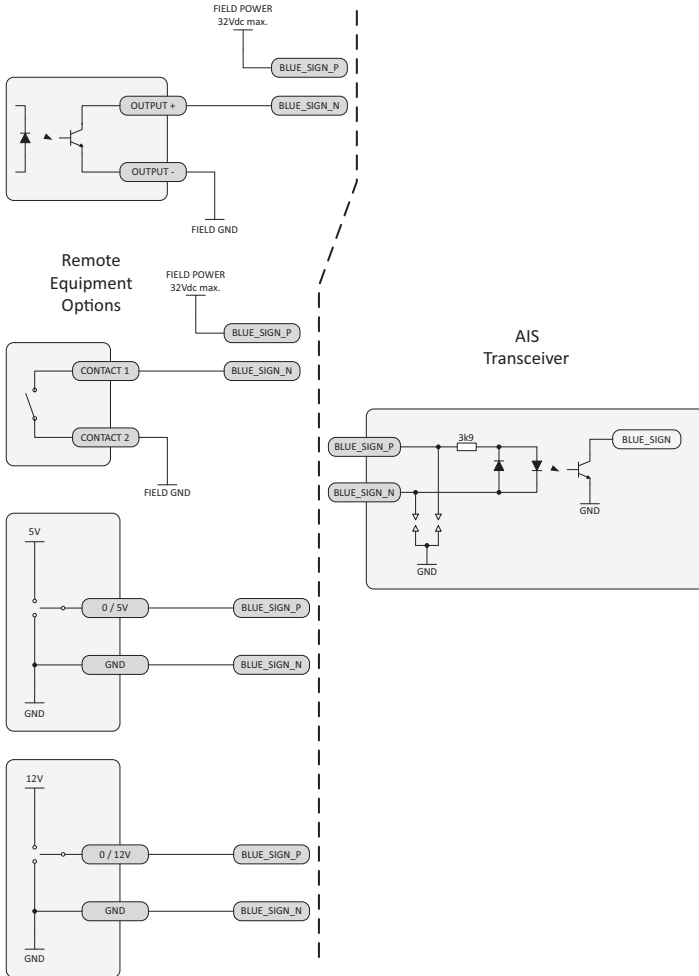 FIELD POWER
32Vdc max.
BLUE_SIGN_P
OUTPUT +
BLUE_SIGN_N
OUTPUT -
FIELD GND
Remote
Equipment
Options
FIELD POWER
32Vdc max.
BLUE_SIGN_P
CONTACT 1
BLUE_SIGN_N
CONTACT 2
FIELD GND
5V
0 / 5V
BLUE_SIGN_P
GND
BLUE_SIGN_N
GND
12V
0 / 12V
BLUE_SIGN_P
GND
BLUE_SIGN_N
GND
AIS
Transceiver
BLUE_SIGN_P
3k9
BLUE_SIGN
BLUE_SIGN_N
GND
GND